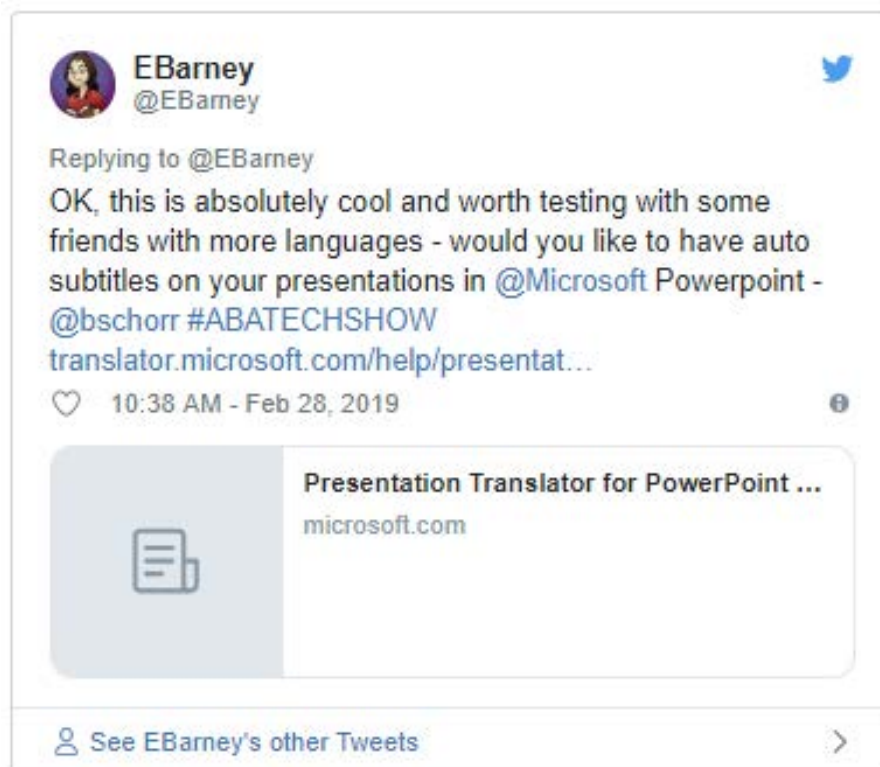 EBarney
@EBarney
Replying to @EBarney
OK, this is absolutely cool and worth testing with some
friends with more languages - would you like to have auto
subtitles on your presentations in @Microsoft Powerpoint -
@bschorr #ABATECHSHOW
translator.microsoft.com/help/presentat…
10:38 AM - Feb 28, 2019
Presentation Translator for PowerPoint ...
microsoft.com
See EBarney's other Tweets